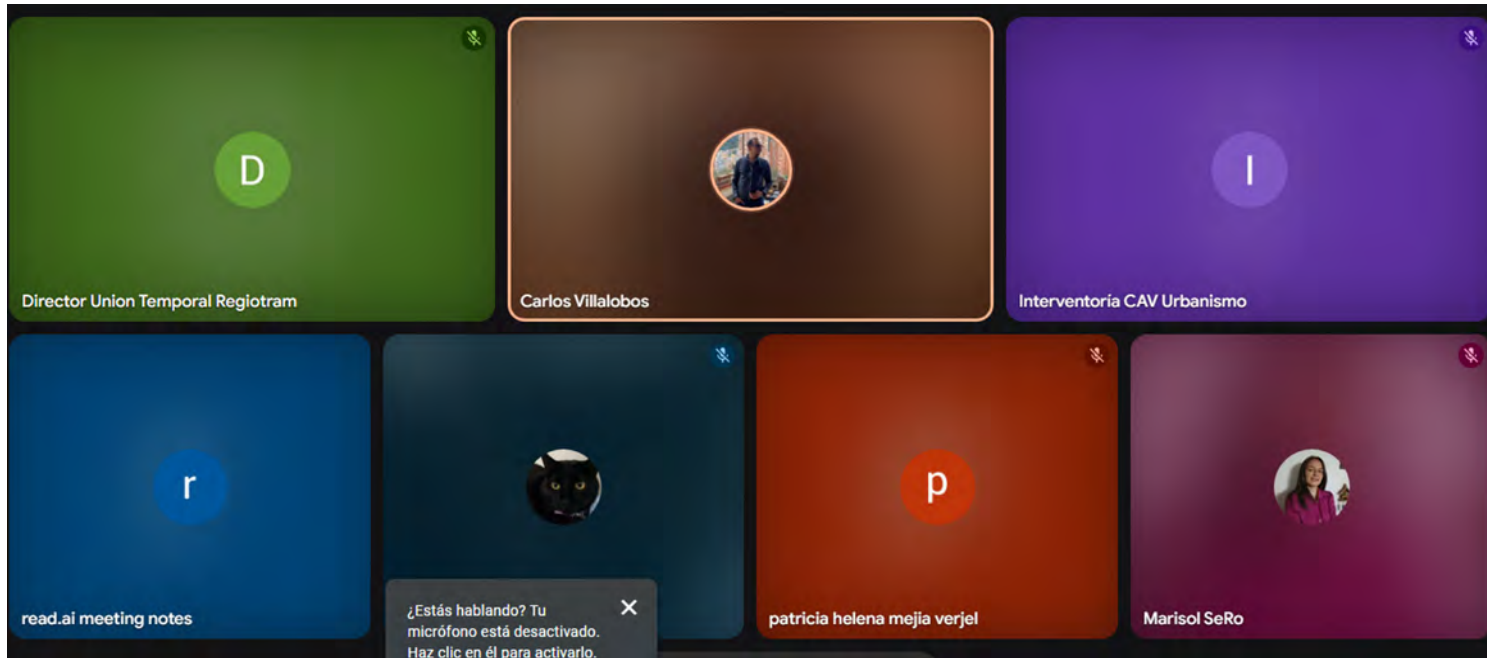 D
Director Union Temporal Regiotram
Carlos Villalobos
I
Interventoría CAV Urbanismo
r
read.ai meeting notes
¿Estás hablando? Tu
micrófono está desactivado.
Haz clic en él para activarlo.
p
patricia helena mejia verjel
Marisol SeRo